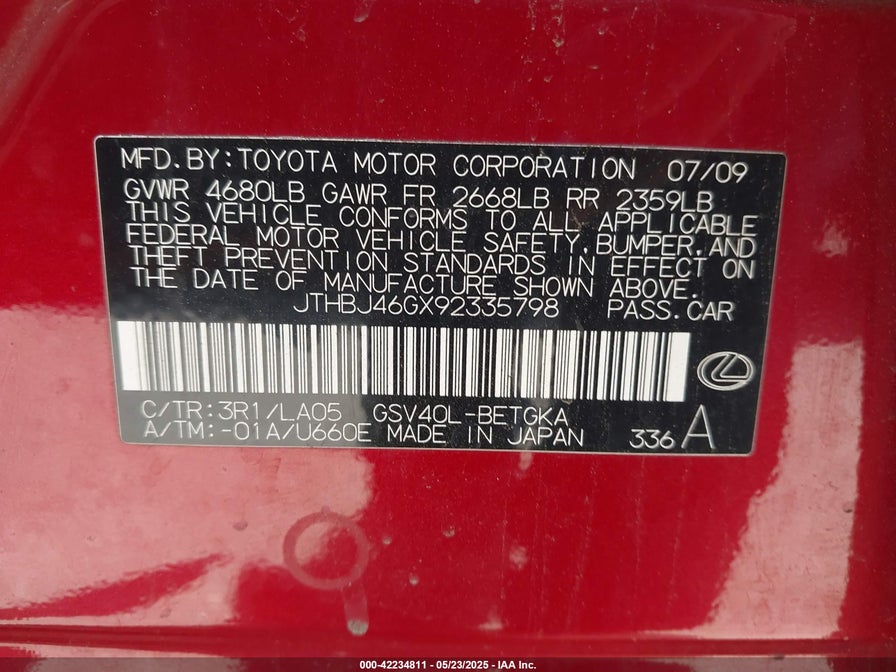 MFD.BY:TOYOTA MOTOR CORPORATION 07/09
GVWR 4680LB GAWR FR 2668LB RR 2359LB
THIS VEHICLE CONFORMS TO ALL APPLICABLE
FEDERAL MOTOR VEHICLE SAFETY,BUMPER,AND
THEFT PREVENTION STANDARDS IN EFFECT ON
THE DATE OF MANUFACTURE SHOWN ABOVE.
JTHBJ46GX92335798 PASS.CAR
C/TR:3R1/LA05 GSV40L-BETGKA
A/TM:-01A/U660E MADE IN JAPAN 336 A
000-42234811 - 05/23/2025 - IAA Inc.